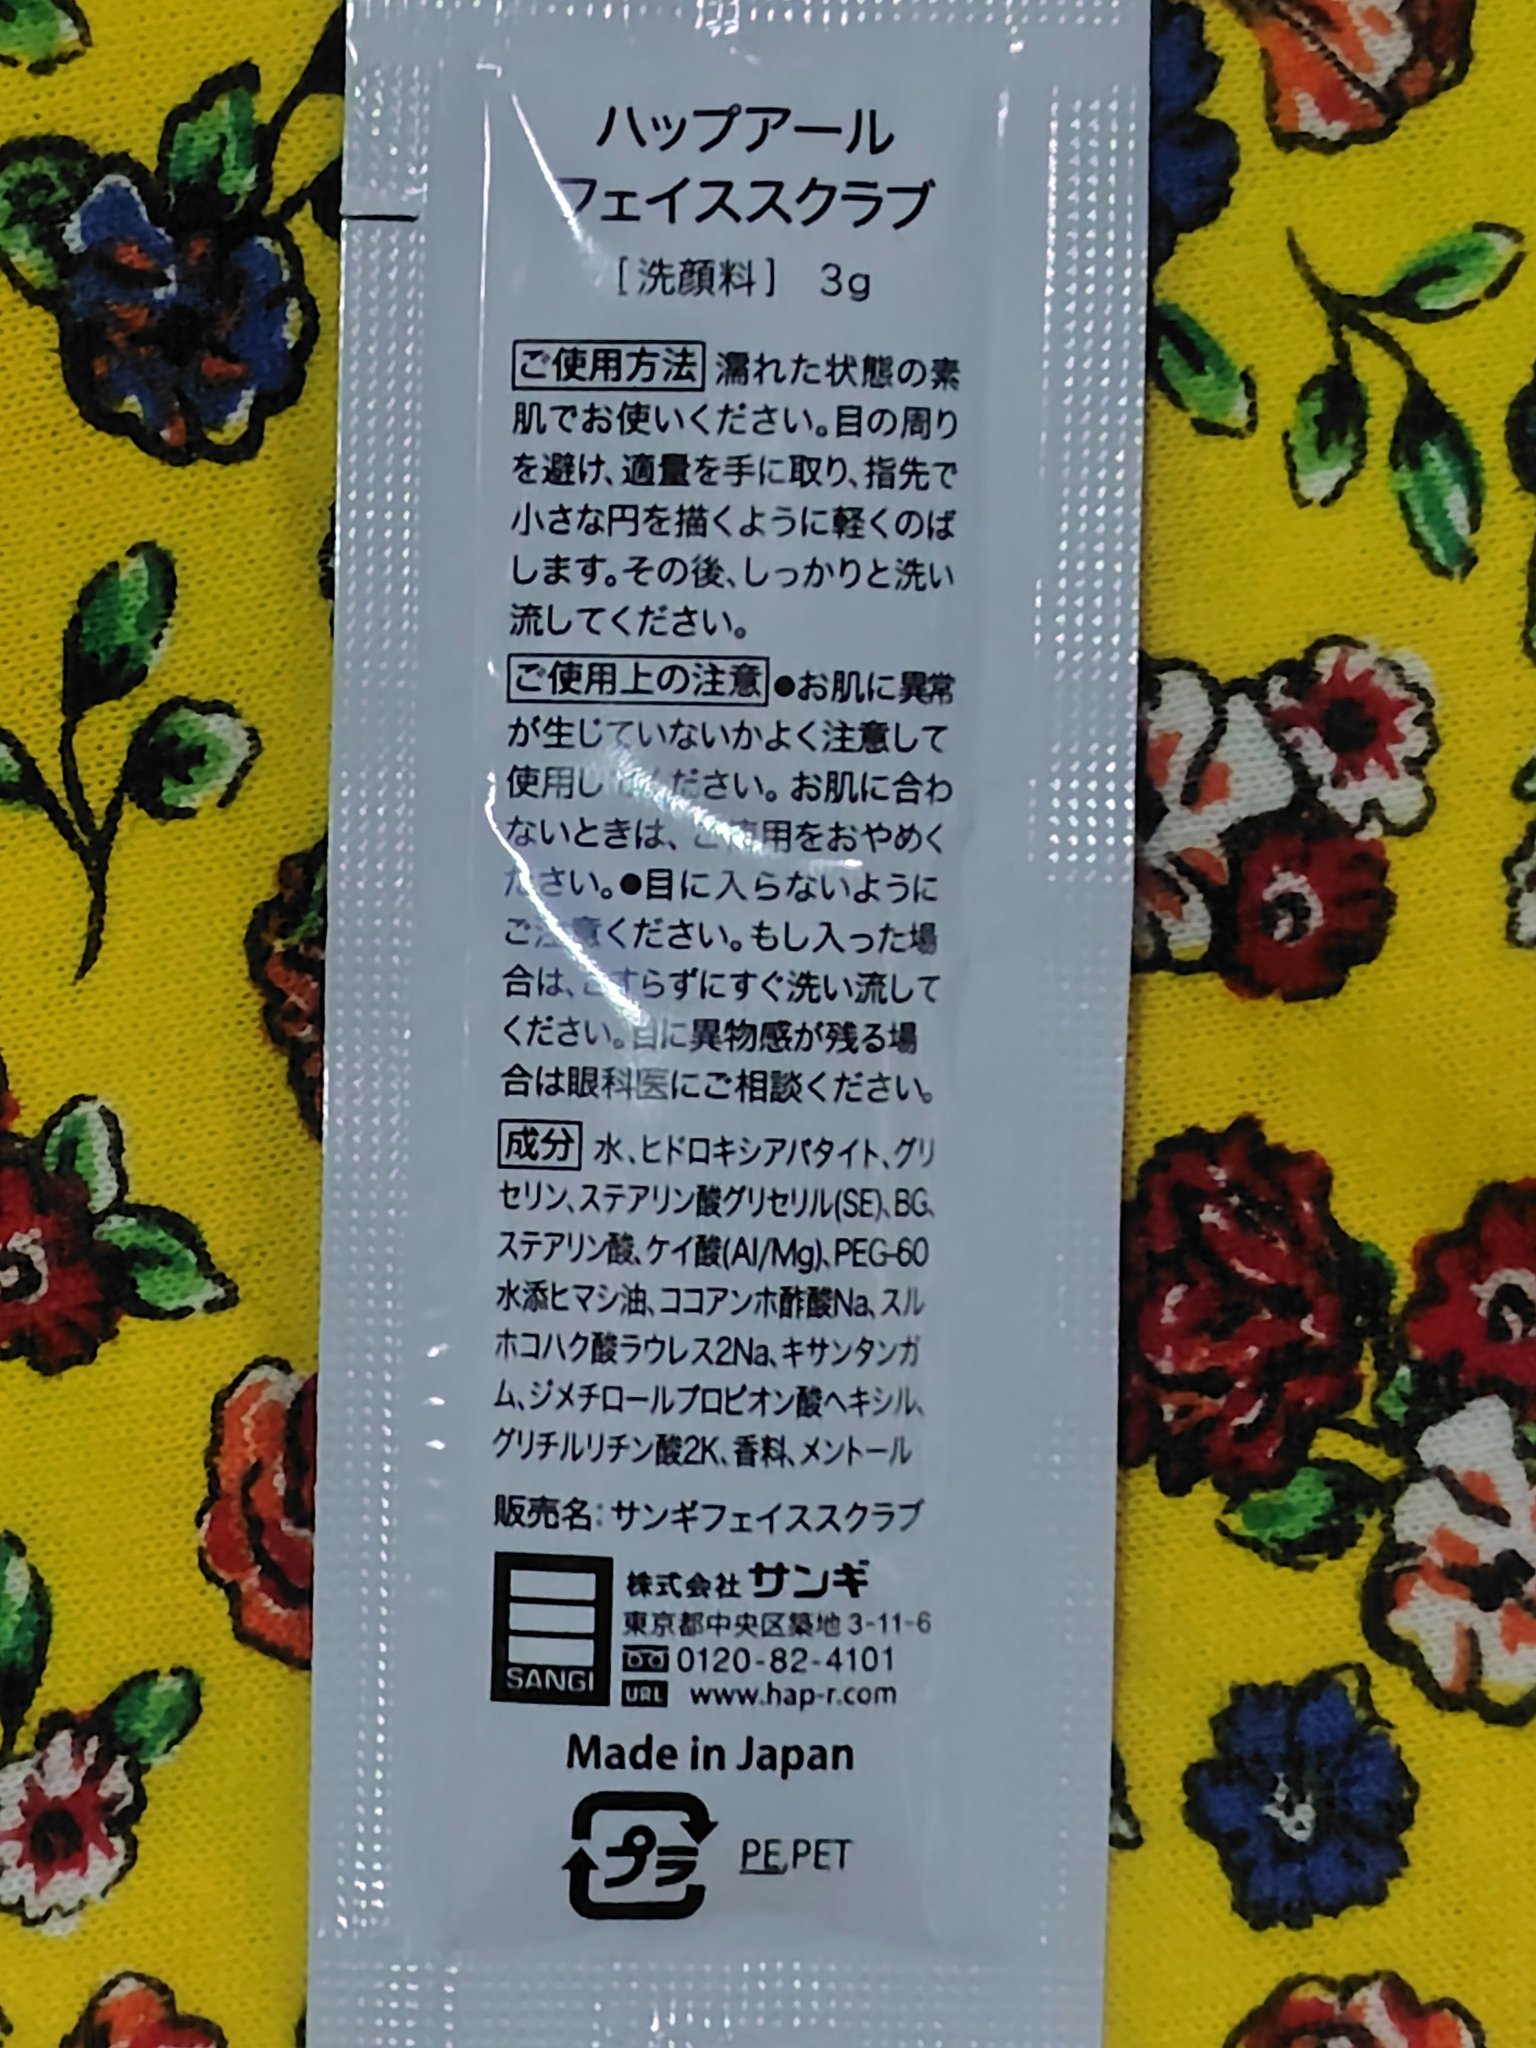 ハップアール
フェイススクラブ
[洗顔料] 3g
ご使用方法 濡れた状態の素
肌でお使いください。目の周り
を避け、適量を手に取り、指先で
小さな円を描くように軽くのば
します。その後、しっかりと洗い
流してください。
ご使用上の注意 ●お肌に異常
が生じていないかよく注意して
使用してください。お肌に合わ
ないときは、ご使用をおやめく
ださい。●目に入らないように
ご注意ください。もし入った場
合は、こすらずにすぐ洗い流して
ください。目に異物感が残る場
合は眼科医にご相談ください。
成分 水、ヒドロキシアパタイト、グリ
セリン、ステアリン酸グリセリル(SE)、BG、
ステアリン酸、ケイ酸(Al/Mg)、PEG-60
水添ヒマシ油、ココアンホ酢酸Na、スル
ホコハク酸ラウレス2Na、キサンタンガ
ム、ジメチロールプロピオン酸ヘキシル、
グリチルリチン酸2K、香料、メントール
販売名：サンギフェイススクラブ
SANGI
株式会社 サンギ
東京都中央区築地 3-11-6
0120-82-4101
URL www.hap-r.com
Made in Japan
プラ PE,PET